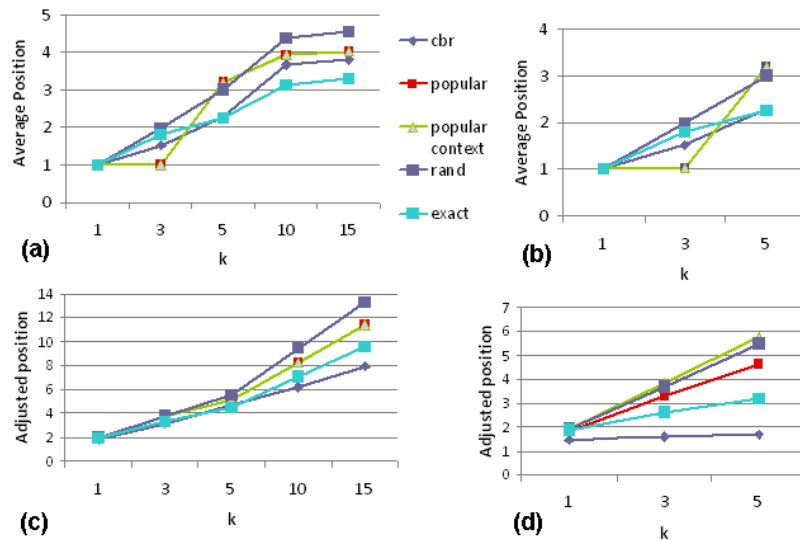 5
4
3
2
1
0
Average Position
1 3 5 10 15
k
(a)
cbr
popular
popular
context
rand
exact
4
3
2
1
0
Average Position
1 3 5
k
(b)
14
12
10
8
6
4
2
0
Adjusted position
1 3 5 10 15
k
(c)
7
6
5
4
3
2
1
0
Adjusted position
1 3 5
k
(d)